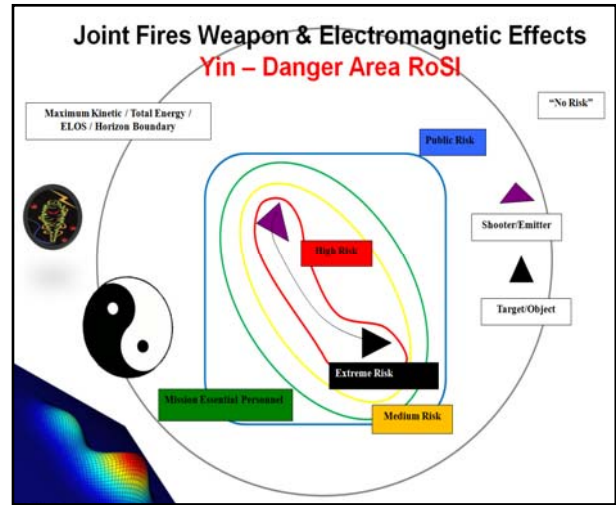 Joint Fires Weapon & Electromagnetic Effects
Yin – Danger Area RoSI
Maximum Kinetic / Total Energy /
ELOS / Horizon Boundary
“No Risk”
Public Risk
Shooter/Emitter
High Risk
Target/Object
Extreme Risk
Mission Essential Personnel
Medium Risk